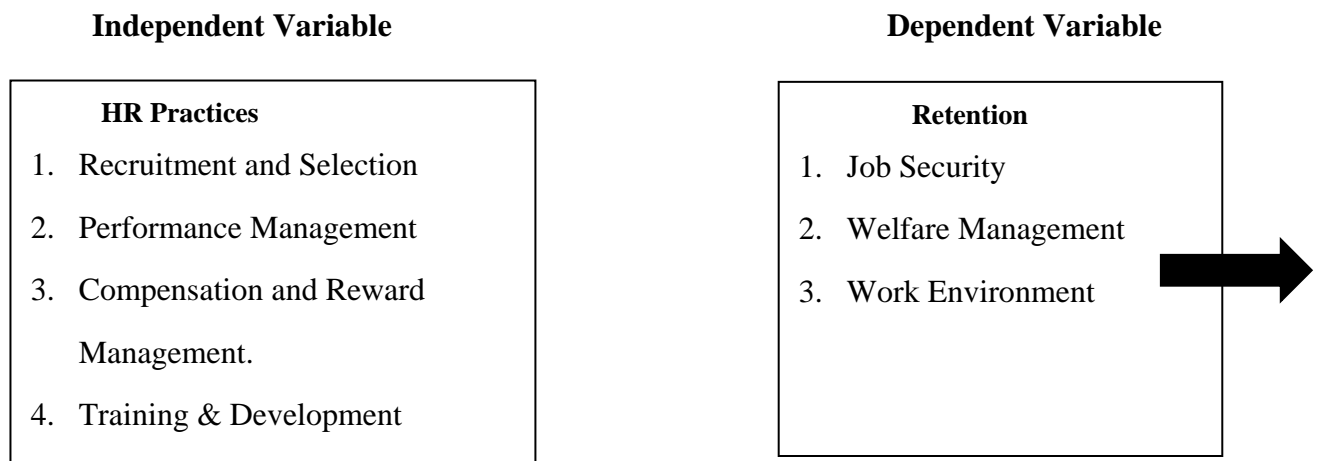 Independent Variable
HR Practices
1. Recruitment and Selection
2. Performance Management
3. Compensation and Reward
Management.
4. Training & Development
Dependent Variable
Retention
1. Job Security
2. Welfare Management
3. Work Environment